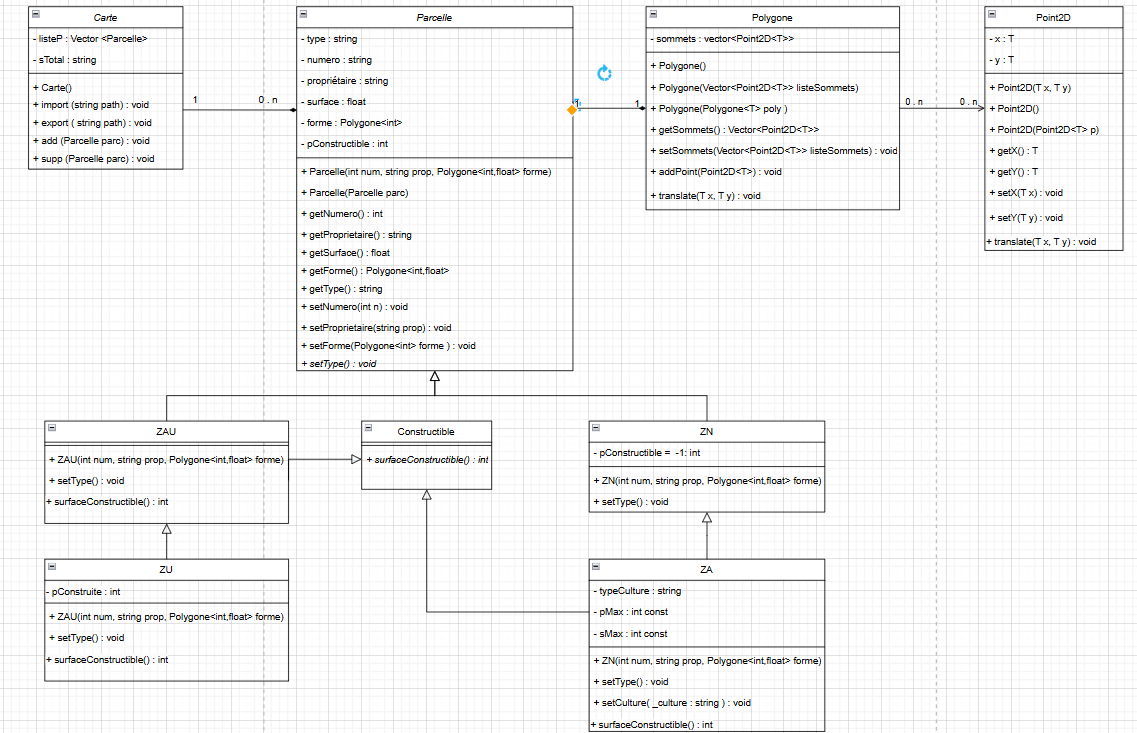 Carte
- listeP : Vector <Parcelle>
- sTotal : string
+ Carte()
+ import (string path) : void
+ export ( string path) : void
+ add (Parcelle parc) : void
+ supp (Parcelle parc) : void
1
0..n
Parcelle
- type : string
- numero : string
- propriétaire : string
- surface : float
- forme : Polygone<int>
- pConstructible : int
+ Parcelle(int num, string prop, Polygone<int,float> forme)
+ Parcelle(Parcelle parc)
+ getNumero() : int
+ getProprietaire() : string
+ getSurface() : float
+ getForme() : Polygone<int,float>
+ getType() : string
+ setNumero(int n) : void
+ setProprietaire(string prop) : void
+ setForme(Polygone<int> forme ) : void
+ setType() : void
1
1
Polygone
- sommets : vector<Point2D<T>>
+ Polygone()
+ Polygone(Vector<Point2D<T>> listeSommets)
+ Polygone(Polygone<T> poly )
+ getSommets() : Vector<Point2D<T>>
+ setSommets(Vector<Point2D<T>> listeSommets) : void
+ addPoint(Point2D<T>) : void
+ translate(T x, T y) : void
0..n
0..n
Point2D
- x : T
- y : T
+ Point2D(T x, T y)
+ Point2D()
+ Point2D(Point2D<T> p)
+ getX() : T
+ getY() : T
+ setX(T x) : void
+ setY(T y) : void
+ translate(T x, T y) : void
ZAU
+ ZAU(int num, string prop, Polygone<int,float> forme)
+ setType() : void
+ surfaceConstructible() : int
Constructible
+ surfaceConstructible() : int
ZN
- pConstructible = -1: int
+ ZN(int num, string prop, Polygone<int,float> forme)
+ setType() : void
ZU
- pConstruite : int
+ ZAU(int num, string prop, Polygone<int,float> forme)
+ setType() : void
+ surfaceConstructible() : int
ZA
- typeCulture : string
- pMax : int const
- sMax : int const
+ ZN(int num, string prop, Polygone<int,float> forme)
+ setType() : void
+ setCulture( _culture : string ) : void
+ surfaceConstructible() : int